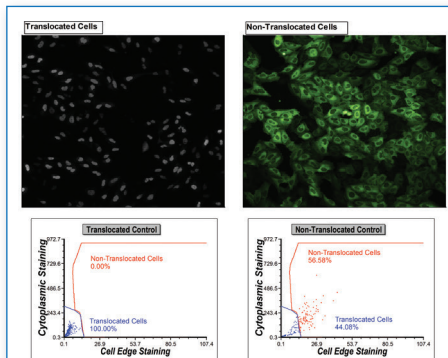 Translocated Cells
Non-Translocated Cells
Translocated Control
Cytoplasmic Staining
972.7
729.6
486.5
243.4
0.3
Non-Translocated Cells
0.00%
Translocated Cells
100.00%
0.1 26.9 53.7 80.5 107.4
Cell Edge Staining
Non-Translocated Control
Cytoplasmic Staining
972.7
729.6
486.5
243.4
0.3
Non-Translocated Cells
56.58%
Translocated Cells
44.08%
0.1 26.9 53.7 80.5 107.4
Cell Edge Staining